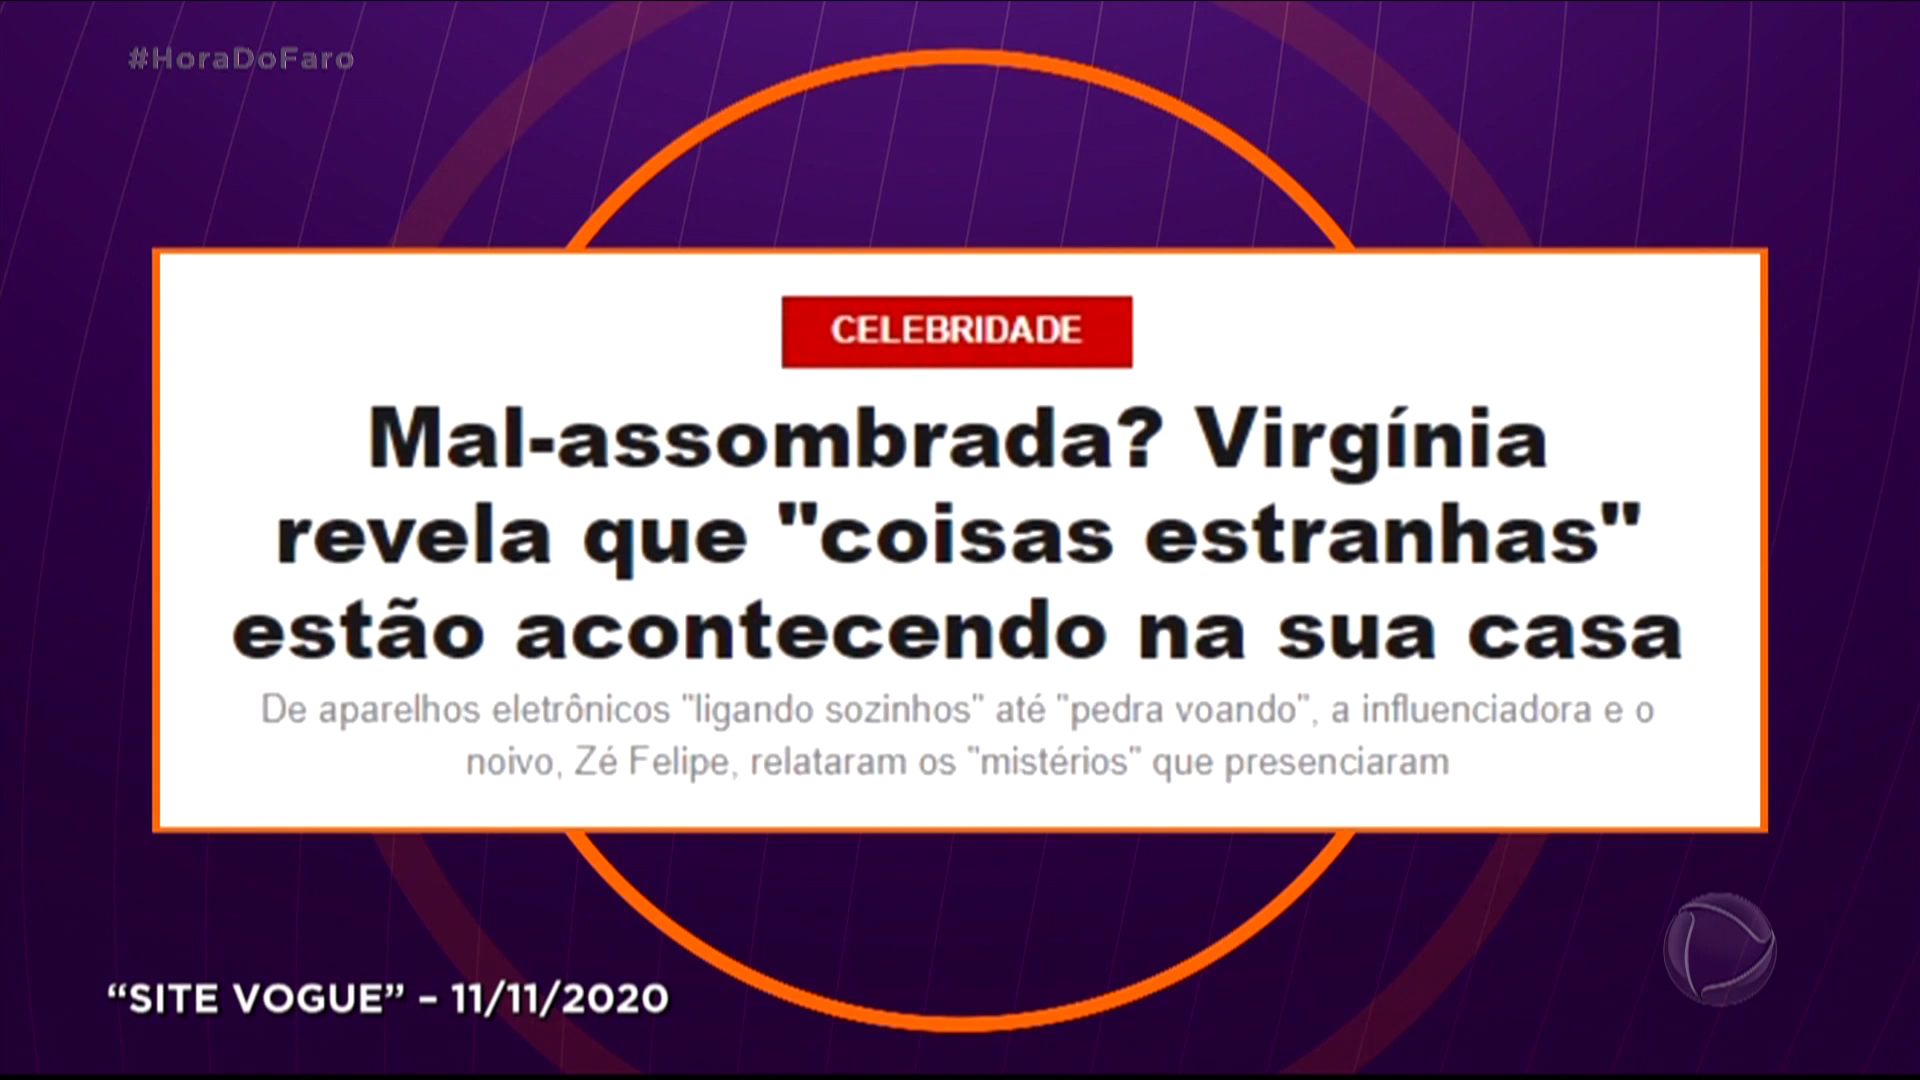 #HoraDoFaro
CELEBRIDADE
Mal-assombrada? Virgínia
revela que "coisas estranhas"
estão acontecendo na sua casa
De aparelhos eletrônicos "ligando sozinhos" até "pedra voando", a influenciadora e o
noivo, Zé Felipe, relataram os "mistérios" que presenciaram
“SITE VOGUE” – 11/11/2020